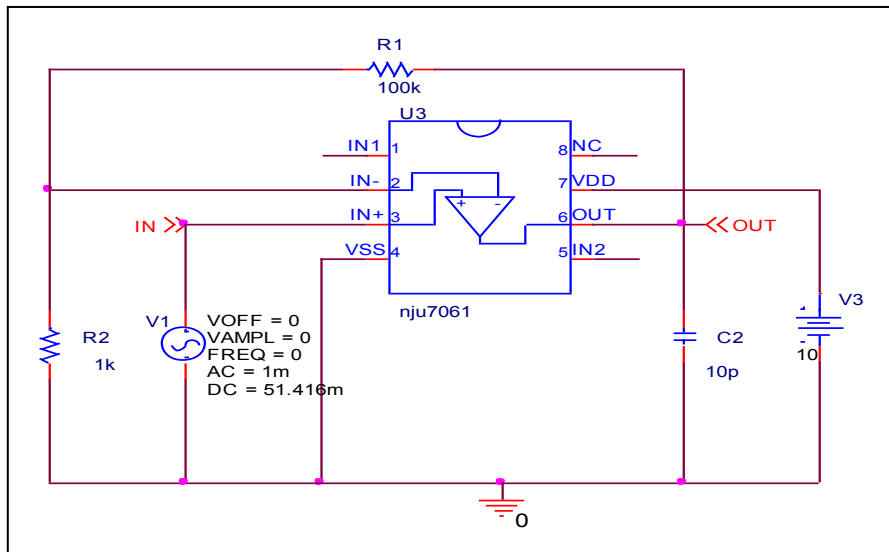 R1
100k
U3
IN1 1
8 NC
IN- 2
7 VDD
IN
IN+ 3
6 OUT
OUT
VSS 4
5 IN2
nju7061
R2
1k
V1
VOFF = 0
VAMPL = 0
FREQ = 0
AC = 1m
DC = 51.416m
+
-
C2
10p
V3
10
0